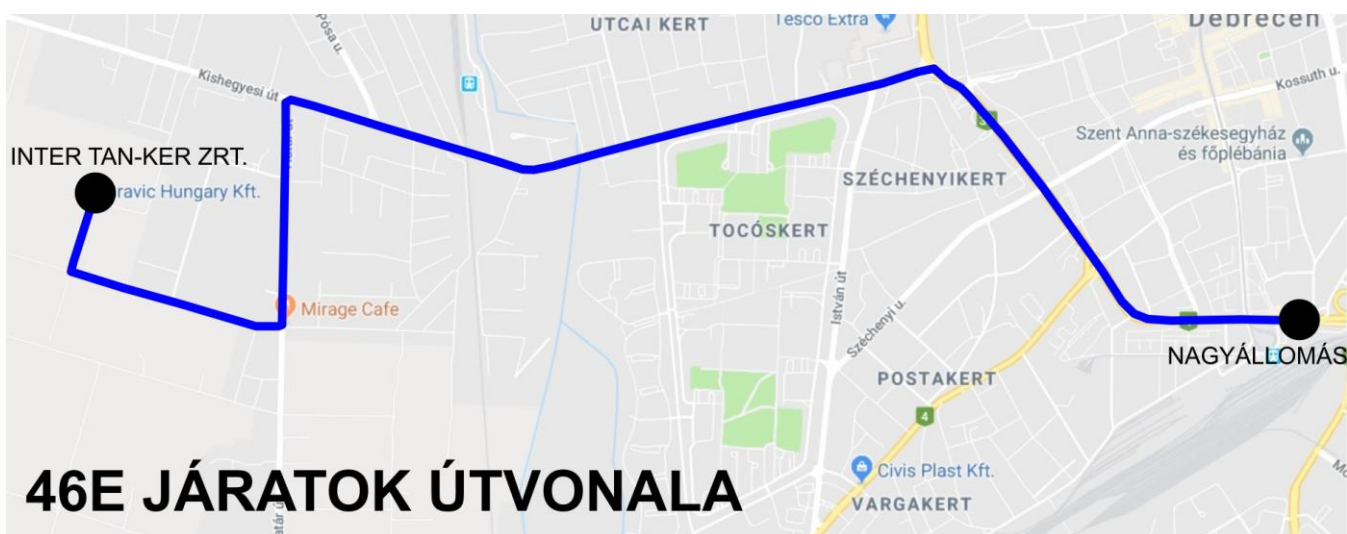 UTCAI KERT
Tesco Extra
Debrecen
Pósa u.
Kishegyesi út
Kossuth u.
Szent Anna-székesegyház
és főplébánia
INTER TAN-KER ZRT.
ravic Hungary Kft.
SZÉCHENYIKERT
TOCÓSKERT
Mirage Cafe
István út
Széchenyi u.
NAGYÁLLOMÁS
POSTAKERT
4
Civis Plast Kft.
VARGAKERT
46E JÁRATOK ÚTVONALA